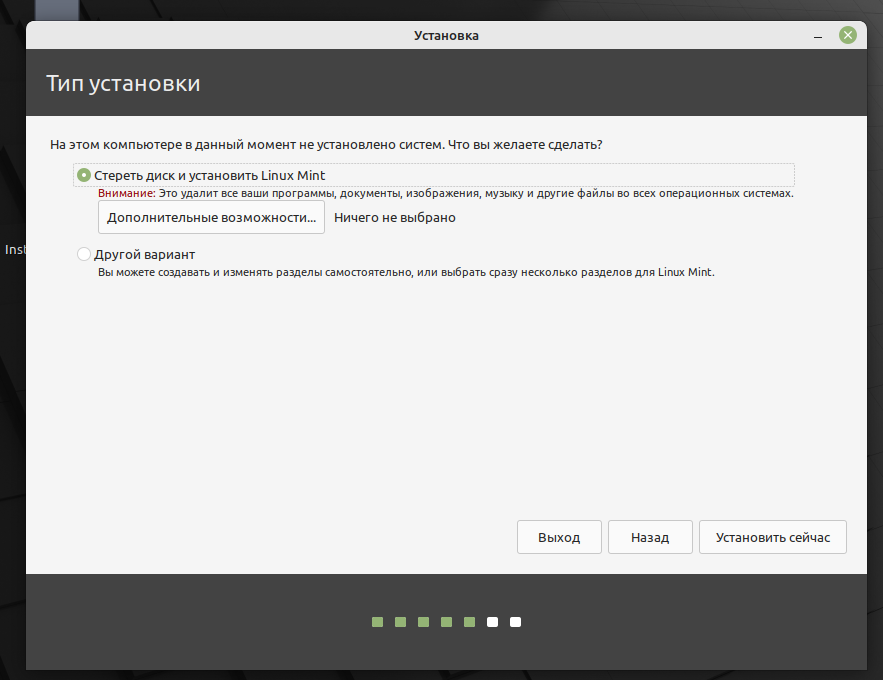 Установка
Тип установки
На этом компьютере в данный момент не установлено систем. Что вы желаете сделать?
Стереть диск и установить Linux Mint
Внимание: Это удалит все ваши программы, документы, изображения, музыку и другие файлы во всех операционных системах.
Дополнительные возможности... Ничего не выбрано
Inst
Другой вариант
Вы можете создавать и изменять разделы самостоятельно, или выбрать сразу несколько разделов для Linux Mint.
Выход Назад Установить сейчас